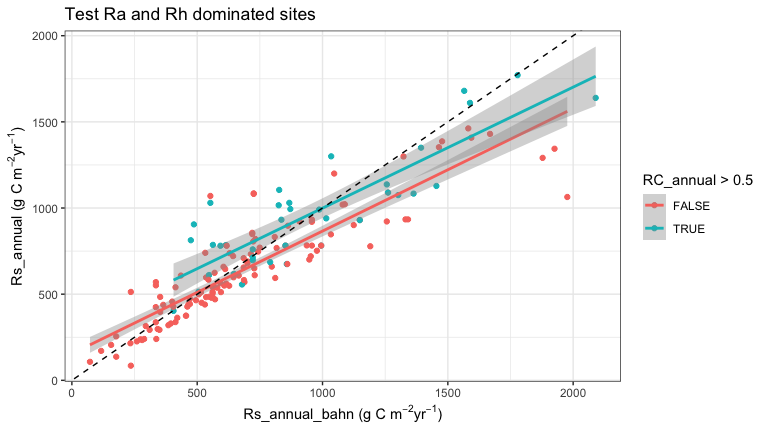 Test Ra and Rh dominated sites
2000
1500
1000
500
0
Rs_annual (g C m⁻²yr⁻¹)
0 500 1000 1500 2000
Rs_annual_bahn (g C m⁻²yr⁻¹)
RC_annual > 0.5
FALSE
TRUE